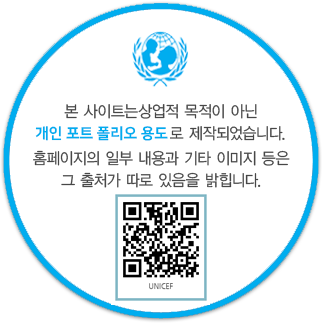 본 사이트는상업적 목적이 아닌
개인 포트 폴리오 용도로 제작되었습니다.
홈페이지의 일부 내용과 기타 이미지 등은
그 출처가 따로 있음을 밝힙니다.
UNICEF